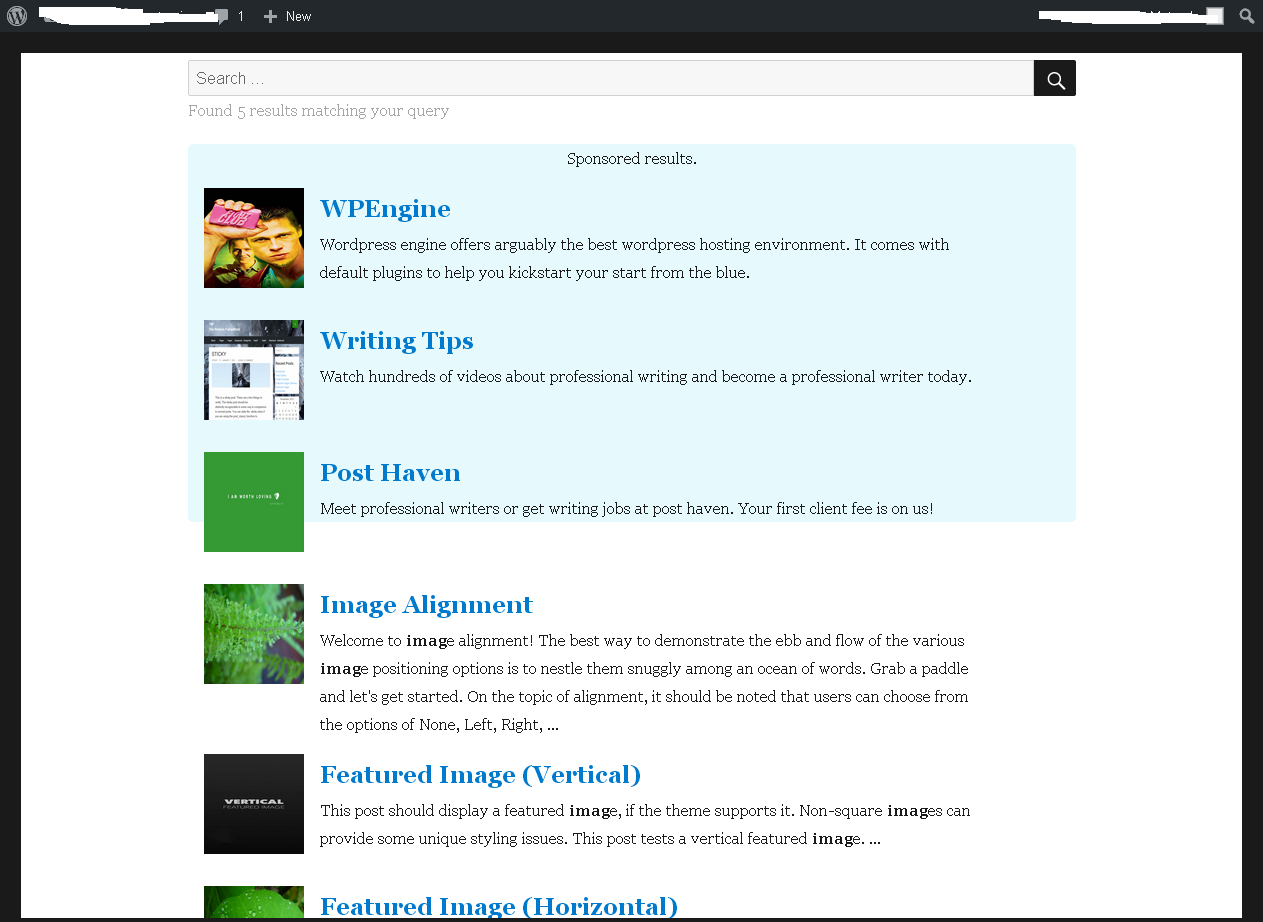 1 New
Search ...
Found 5 results matching your query
Sponsored results.
WPEngine
Wordpress engine offers arguably the best wordpress hosting environment. It comes with
default plugins to help you kickstart your start from the blue.
STICKY
Writing Tips
Watch hundreds of videos about professional writing and become a professional writer today.
I AM WORTH LOVING
Post Haven
Meet professional writers or get writing jobs at post haven. Your first client fee is on us!
Image Alignment
Welcome to image alignment! The best way to demonstrate the ebb and flow of the various
image positioning options is to nestle them snuggly among an ocean of words. Grab a paddle
and let's get started. On the topic of alignment, it should be noted that users can choose from
the options of None, Left, Right, ...
VERTICAL
FEATURED IMAGE
Featured Image (Vertical)
This post should display a featured image, if the theme supports it. Non-square images can
provide some unique styling issues. This post tests a vertical featured image. ...
Featured Image (Horizontal)